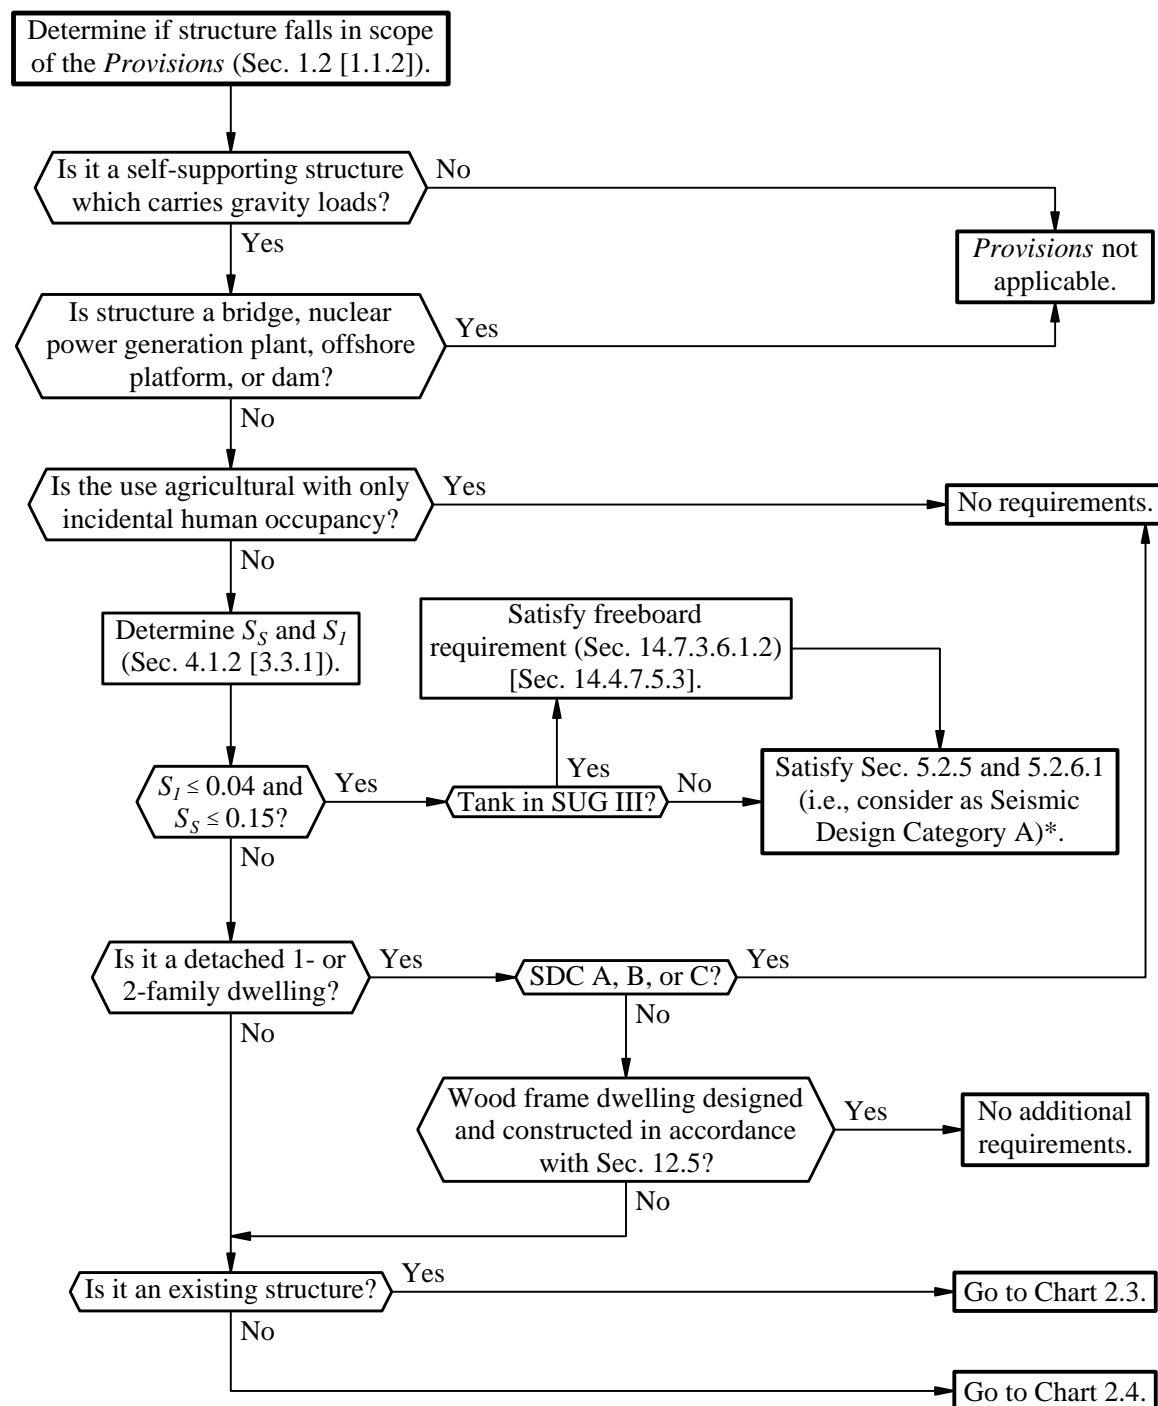 Determine if structure falls in scope
of the Provisions (Sec. 1.2 [1.1.2]).
Is it a self-supporting structure
which carries gravity loads?
No
Yes
Provisions not
applicable.
Is structure a bridge, nuclear
power generation plant, offshore
platform, or dam?
Yes
No
Is the use agricultural with only
incidental human occupancy?
Yes
No requirements.
No
Determine S_S and S_1
(Sec. 4.1.2 [3.3.1]).
Satisfy freeboard
requirement (Sec. 14.7.3.6.1.2)
[Sec. 14.4.7.5.3].
S_1 ≤ 0.04 and
S_S ≤ 0.15?
Yes
No
Tank in SUG III?
Yes
No
Satisfy Sec. 5.2.5 and 5.2.6.1
(i.e., consider as Seismic
Design Category A)*.
Is it a detached 1- or
2-family dwelling?
Yes
No
SDC A, B, or C?
Yes
No
Wood frame dwelling designed
and constructed in accordance
with Sec. 12.5?
Yes
No additional
requirements.
No
Is it an existing structure?
Yes
Go to Chart 2.3.
No
Go to Chart 2.4.